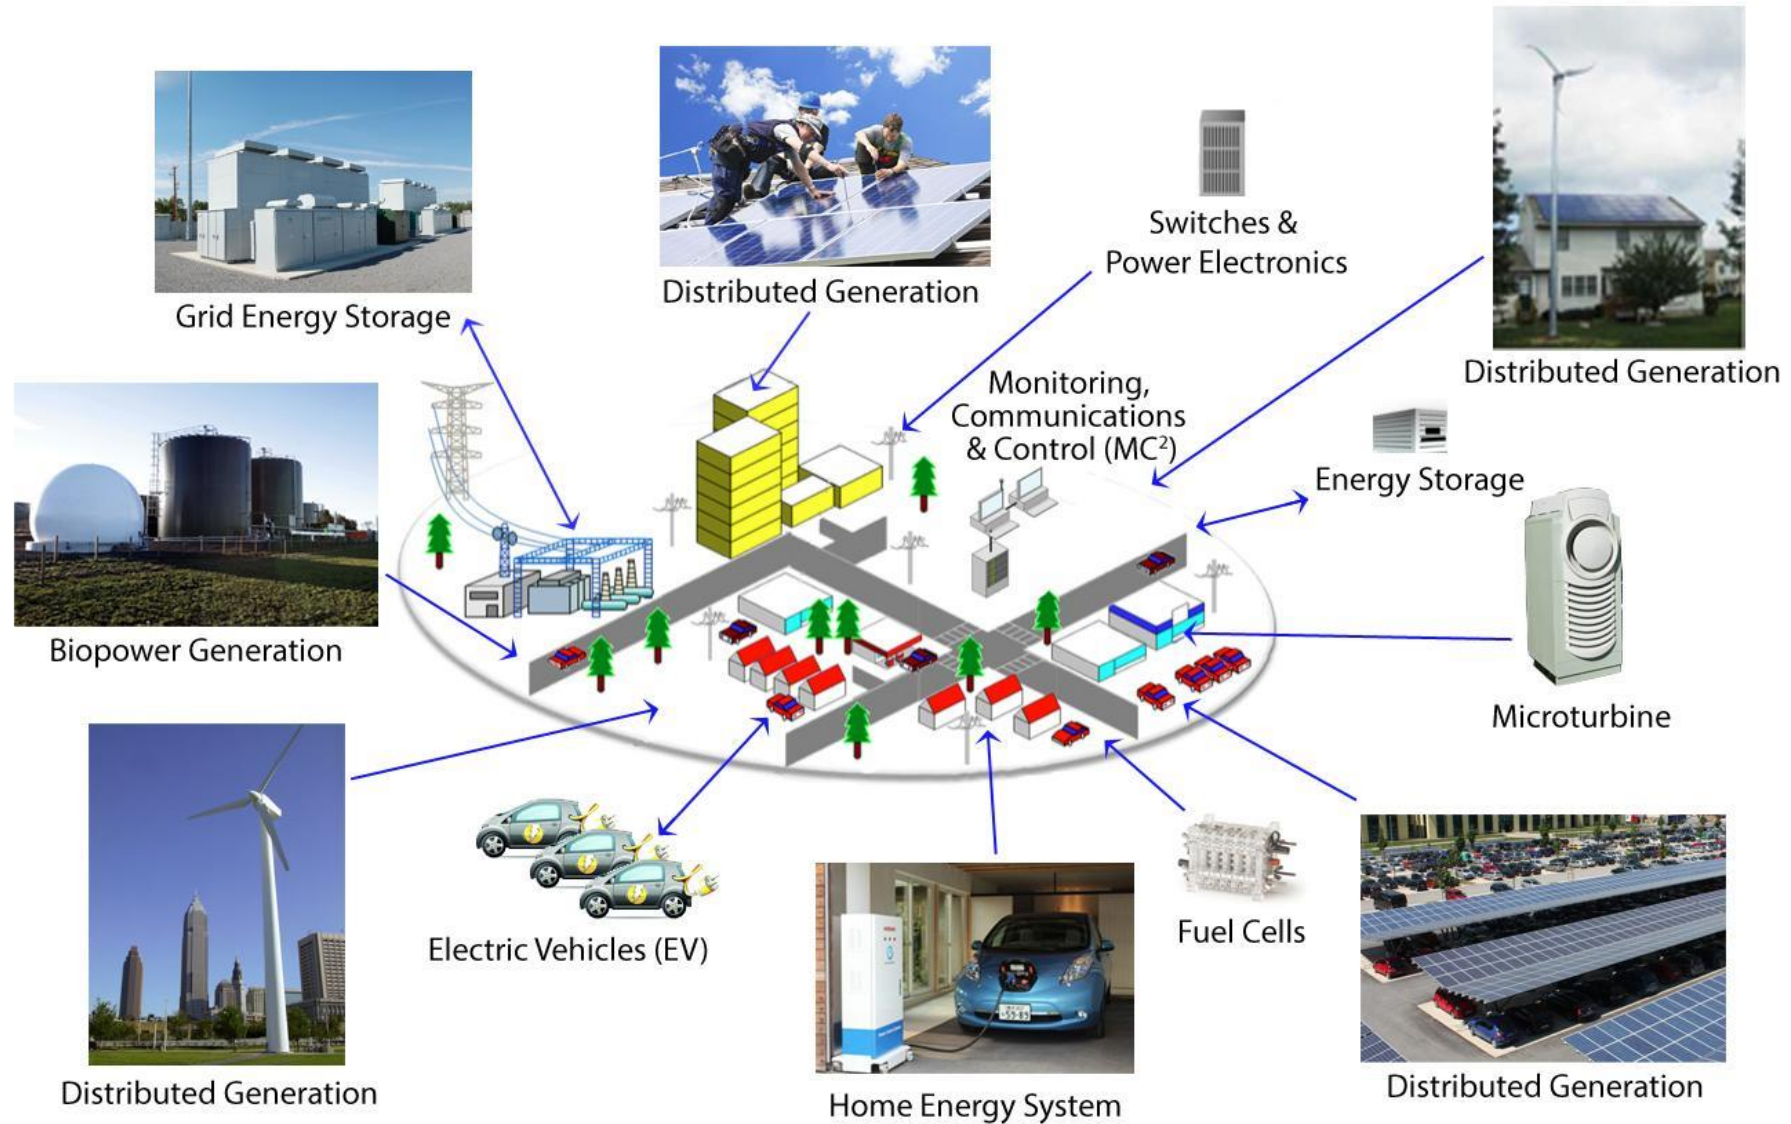 Distributed Generation
Switches &
Power Electronics
Grid Energy Storage
Monitoring,
Communications
& Control (MC²)
Distributed Generation
Energy Storage
Biopower Generation
Microturbine
Electric Vehicles (EV)
Fuel Cells
Distributed Generation
Home Energy System
Distributed Generation